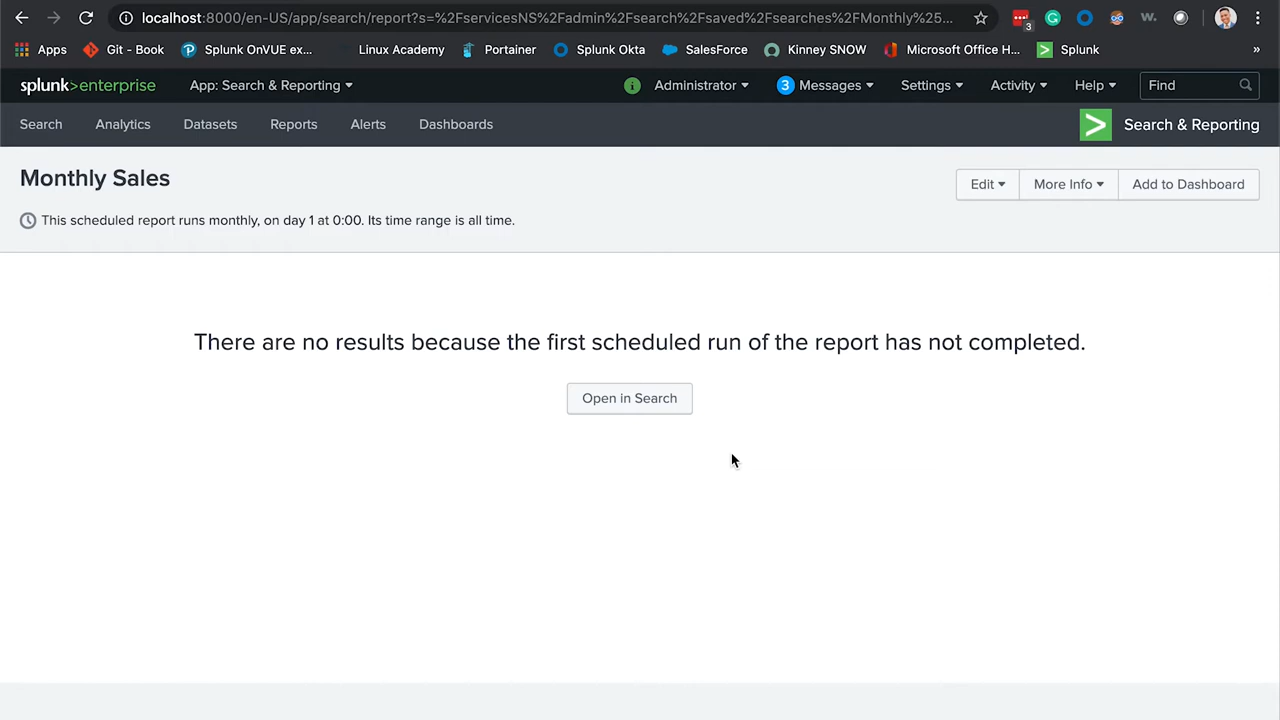 localhost:8000/en-US/app/search/report?s=%2FservicesNS%2Fadmin%2Fsearch%2Fsaved%2Fsearches%2FMonthly%25...
3
w.
Apps Git - Book Splunk OnVUE ex... Linux Academy Portainer Splunk Okta SalesForce Kinney SNOW Microsoft Office H... Splunk »
splunk>enterprise App: Search & Reporting i Administrator 3 Messages Settings Activity Help Find
Search Analytics Datasets Reports Alerts Dashboards > Search & Reporting
Monthly Sales
Edit More Info Add to Dashboard
This scheduled report runs monthly, on day 1 at 0:00. Its time range is all time.
There are no results because the first scheduled run of the report has not completed.
Open in Search